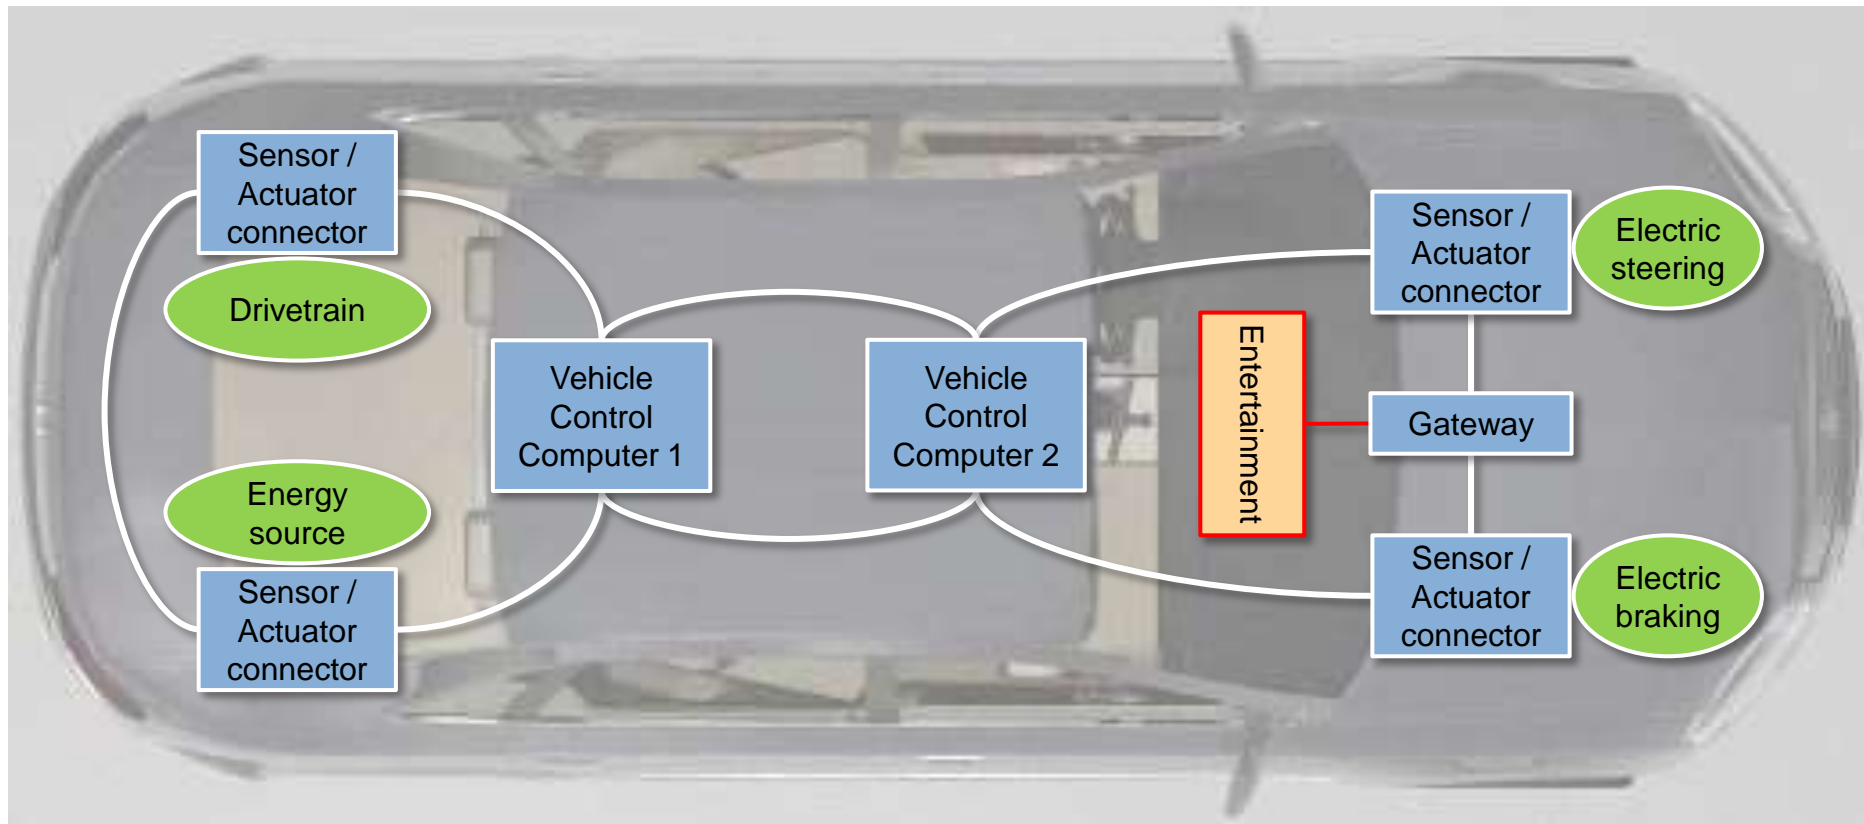 Sensor /
Actuator
connector
Drivetrain
Energy
source
Sensor /
Actuator
connector
Vehicle
Control
Computer 1
Vehicle
Control
Computer 2
Entertainment
Sensor /
Actuator
connector
Electric
steering
Gateway
Sensor /
Actuator
connector
Electric
braking